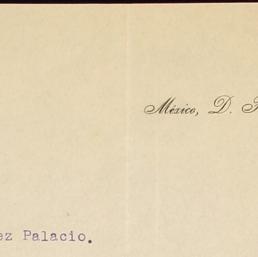 México, D.
ez Palacio.